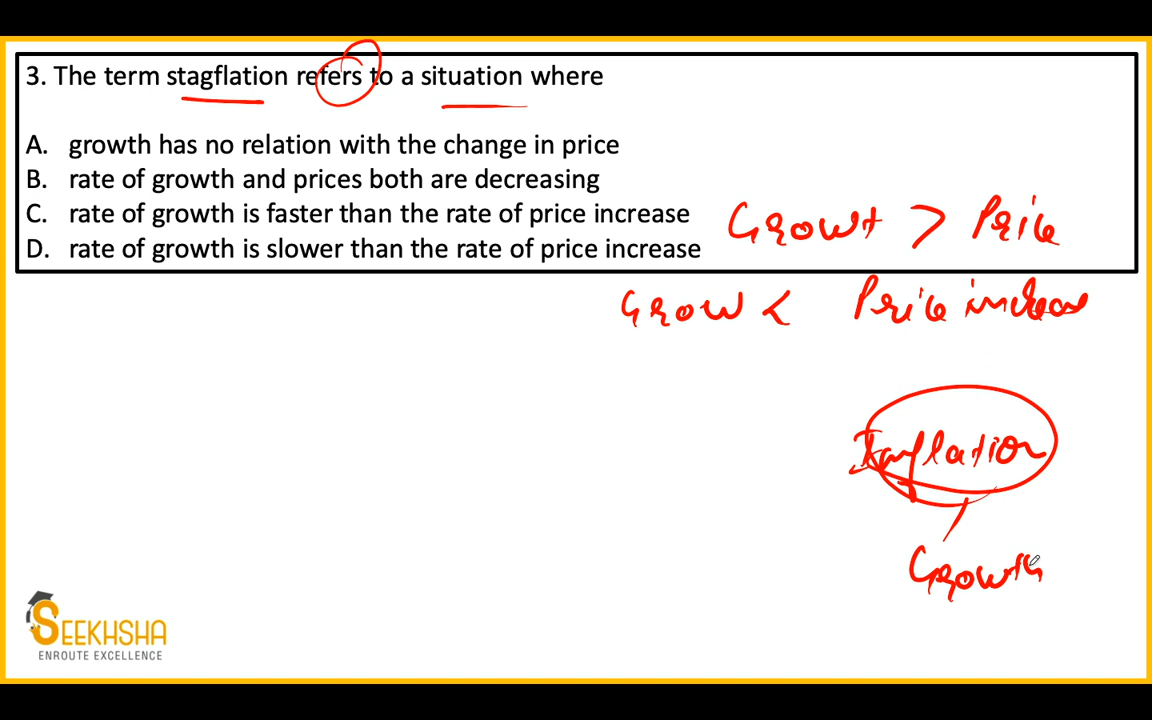 3. The term stagflation refers to a situation where
A. growth has no relation with the change in price
B. rate of growth and prices both are decreasing
C. rate of growth is faster than the rate of price increase
D. rate of growth is slower than the rate of price increase
Growt > Price
Grow < Price increase
Inflation
Growth
SEEKHSHA
ENROUTE EXCELLENCE